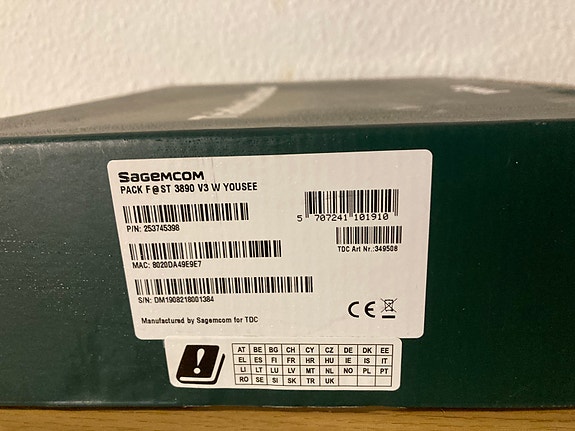 SAGEMCOM
PACK F@ST 3890 V3 W YOUSEE
P/N: 253745398
5 707241 101910
TDC Art Nr.:349508
MAC: 8020DA49E9E7
S/N: DM1908218001384
CE
Manufactured by Sagemcom for TDC
AT BE BG CH CY CZ DE DK EE
EL ES FI FR HR HU IE IS IT
LI LT LU LV MT NL NO PL PT
RO SE SI SK TR UK